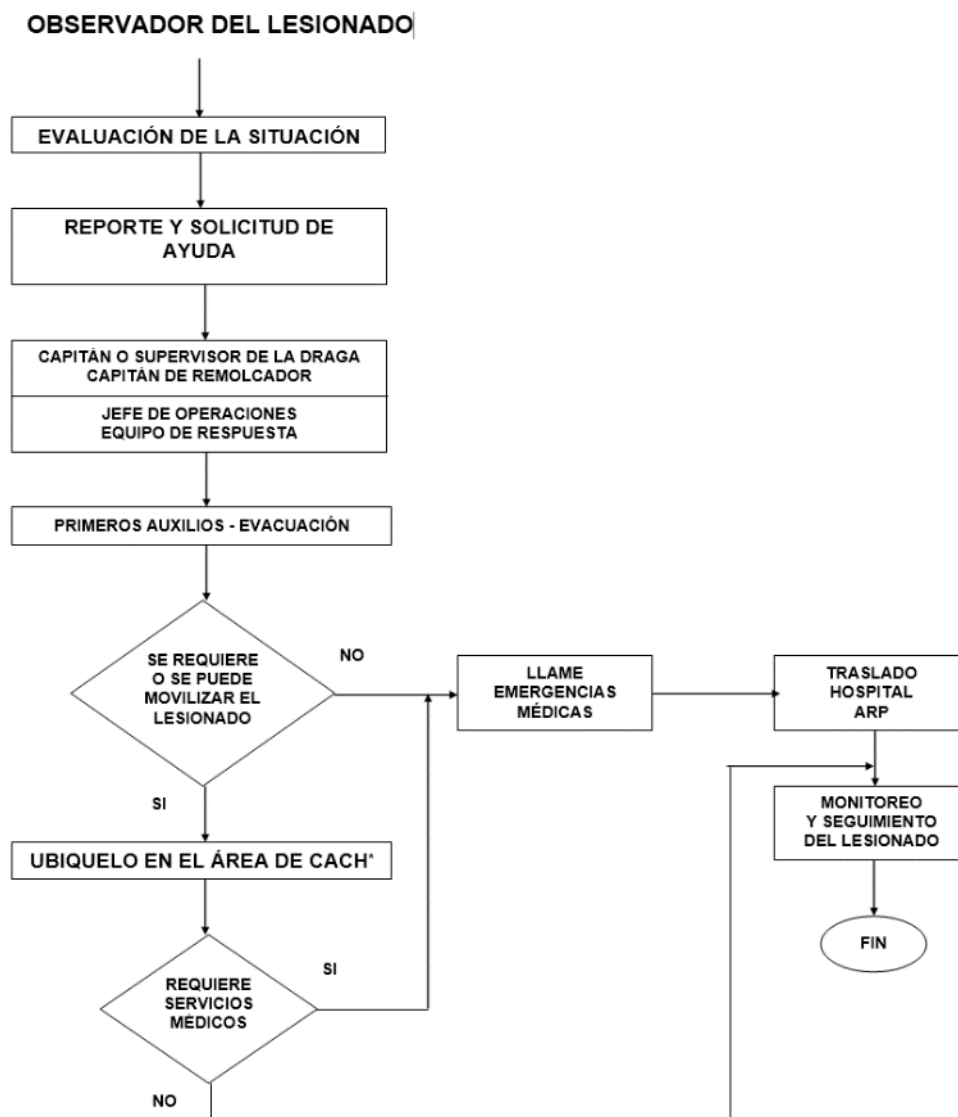 OBSERVADOR DEL LESIONADO
EVALUACIÓN DE LA SITUACIÓN
REPORTE Y SOLICITUD DE
AYUDA
CAPITÁN O SUPERVISOR DE LA DRAGA
CAPITÁN DE REMOLCADOR
JEFE DE OPERACIONES
EQUIPO DE RESPUESTA
PRIMEROS AUXILIOS - EVACUACIÓN
SE REQUIERE
O SE PUEDE
MOVILIZAR EL
LESIONADO
NO
LLAME
EMERGENCIAS
MÉDICAS
TRASLADO
HOSPITAL
ARP
SI
MONITOREO
Y SEGUIMIENTO
DEL LESIONADO
UBIQUELO EN EL ÁREA DE CACH*
FIN
REQUIERE
SERVICIOS
MÉDICOS
SI
NO